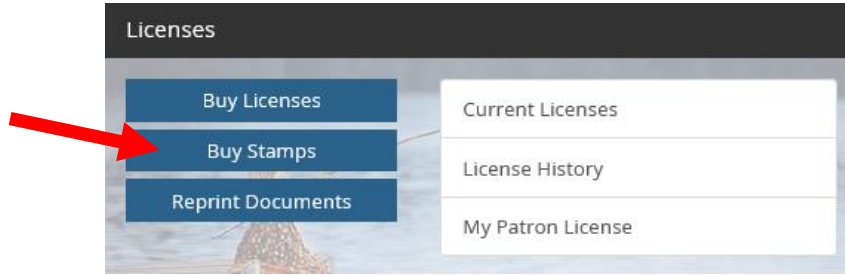 Licenses
Buy Licenses
Buy Stamps
Reprint Documents
Current Licenses
License History
My Patron License